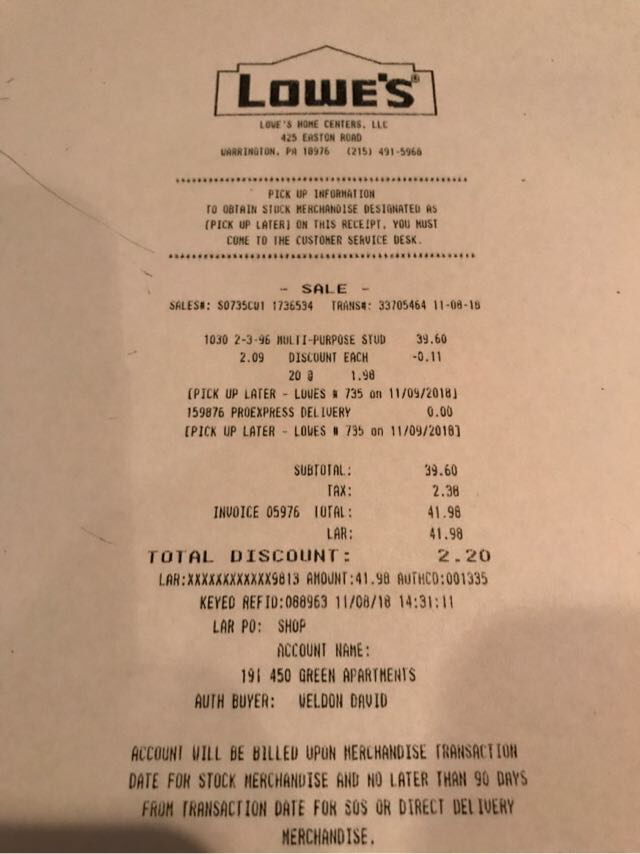 LOWE'S®
LOWE'S HOME CENTERS, LLC
425 EASTON ROAD
WARRINGTON, PA 18976 (215) 491-5968
PICK UP INFORMATION
TO OBTAIN STOCK MERCHANDISE DESIGNATED AS
[PICK UP LATER] ON THIS RECEIPT, YOU MUST
COME TO THE CUSTOMER SERVICE DESK.
- SALE -
SALES#: S0735CU1 1736534 TRANS#: 33705464 11-08-18
1030 2-3-96 MULTI-PURPOSE STUD 39.60
2.09 DISCOUNT EACH -0.11
20 @ 1.98
[PICK UP LATER - LOWES # 735 on 11/09/2018]
159876 PROEXPRESS DELIVERY 0.00
[PICK UP LATER - LOWES # 735 on 11/09/2018]
SUBTOTAL: 39.60
TAX: 2.38
INVOICE 05976 TOTAL: 41.98
LAR: 41.98
TOTAL DISCOUNT: 2.20
LAR:XXXXXXXXXXXX9813 AMOUNT:41.98 AUTHCD:001335
KEYED REFID:088963 11/08/18 14:31:11
LAR PO: SHOP
ACCOUNT NAME:
191 450 GREEN APARTMENTS
AUTH BUYER: WELDON DAVID
ACCOUNT WILL BE BILLED UPON MERCHANDISE TRANSACTION
DATE FOR STOCK MERCHANDISE AND NO LATER THAN 90 DAYS
FROM TRANSACTION DATE FOR SOS OR DIRECT DELIVERY
MERCHANDISE.